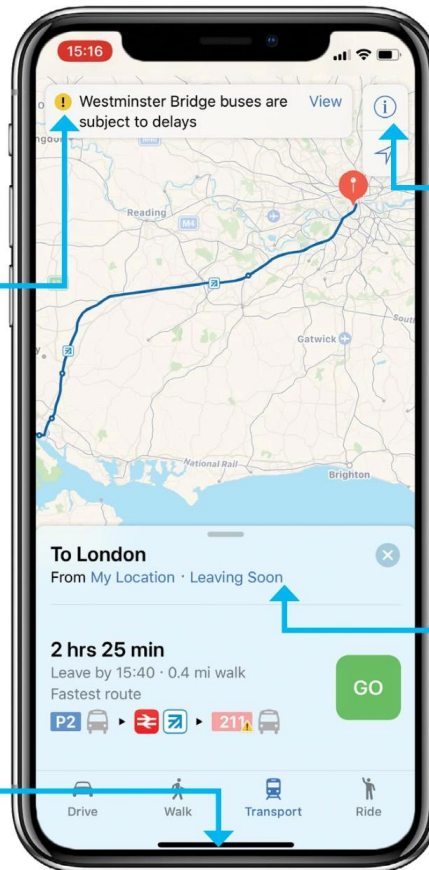 15:16
Westminster Bridge buses are
subject to delays
View
Reading
M4
Gatwick
National Rail
Brighton
To London
From My Location · Leaving Soon
2 hrs 25 min
Leave by 15:40 · 0.4 mi walk
Fastest route
P2
211
GO
Drive
Walk
Transport
Ride